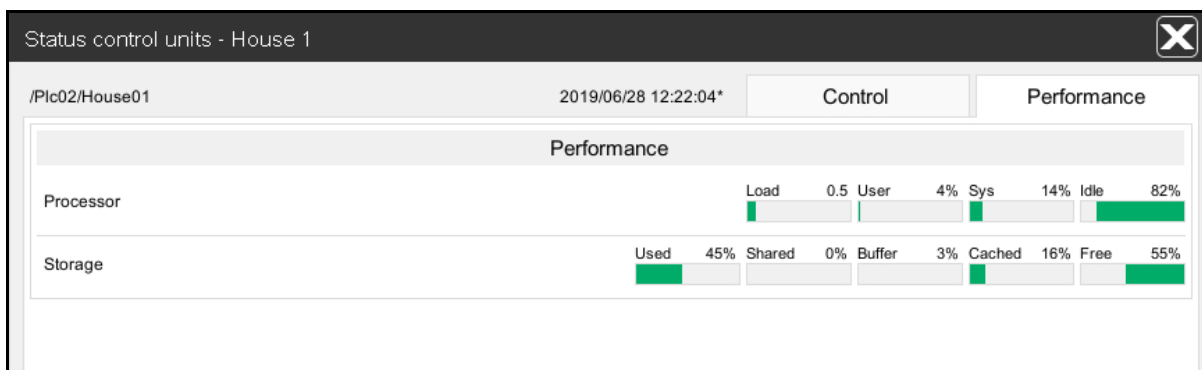 Status control units - House 1
/Plc02/House01 2019/06/28 12:22:04* Control Performance
Performance
Processor Load 0.5 User 4% Sys 14% Idle 82%
Storage Used 45% Shared 0% Buffer 3% Cached 16% Free 55%